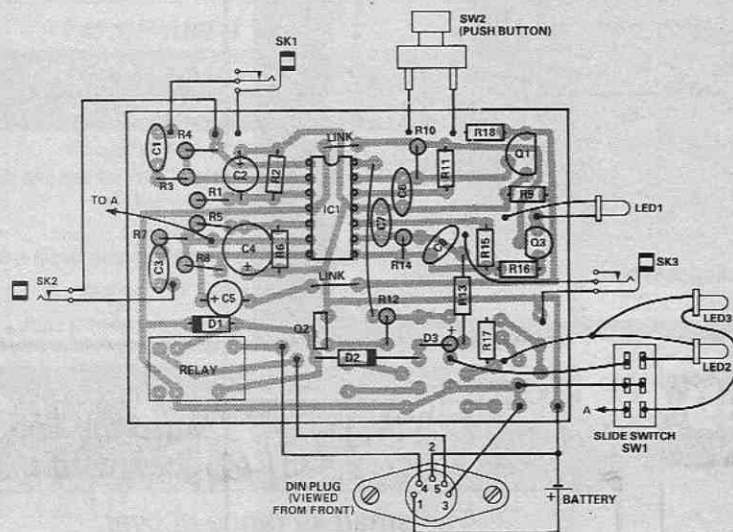 SW2
(PUSH BUTTON)
SK1
LINK
R10
R18
R4
C1
Q1
R3
C2
R2
R11
IC1
C6
R9
R1
TO A
R5
LED1
C7
R7
C4
R6
R14
R15
Q3
C3
R8
R16
SK2
LINK
SK3
C5
R13
R12
LED3
D1
Q2
D3
R17
D2
LED2
RELAY
A
SLIDE SWITCH
SW1
2
4
5
DIN PLUG
(VIEWED
FROM FRONT)
1
3
BATTERY